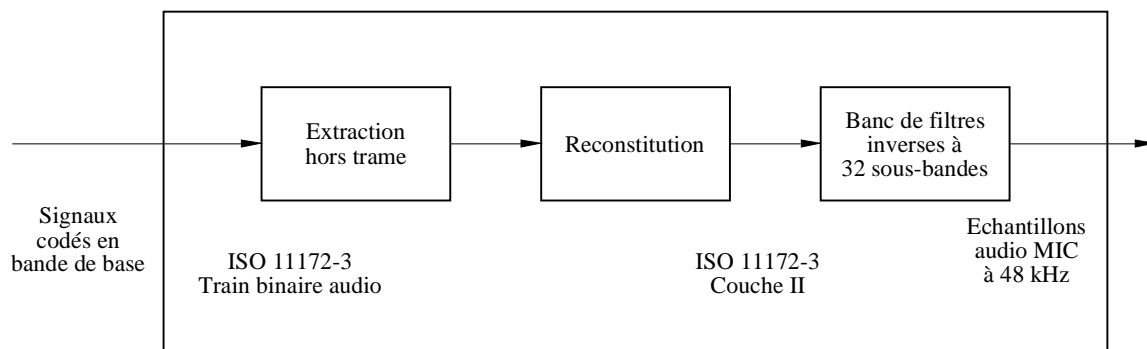 Extraction
hors trame
Reconstitution
Banc de filtres
inverses à
32 sous-bandes
Signaux
codés en
bande de base
ISO 11172-3
Train binaire audio
ISO 11172-3
Couche II
Echantillons
audio MIC
à 48 kHz